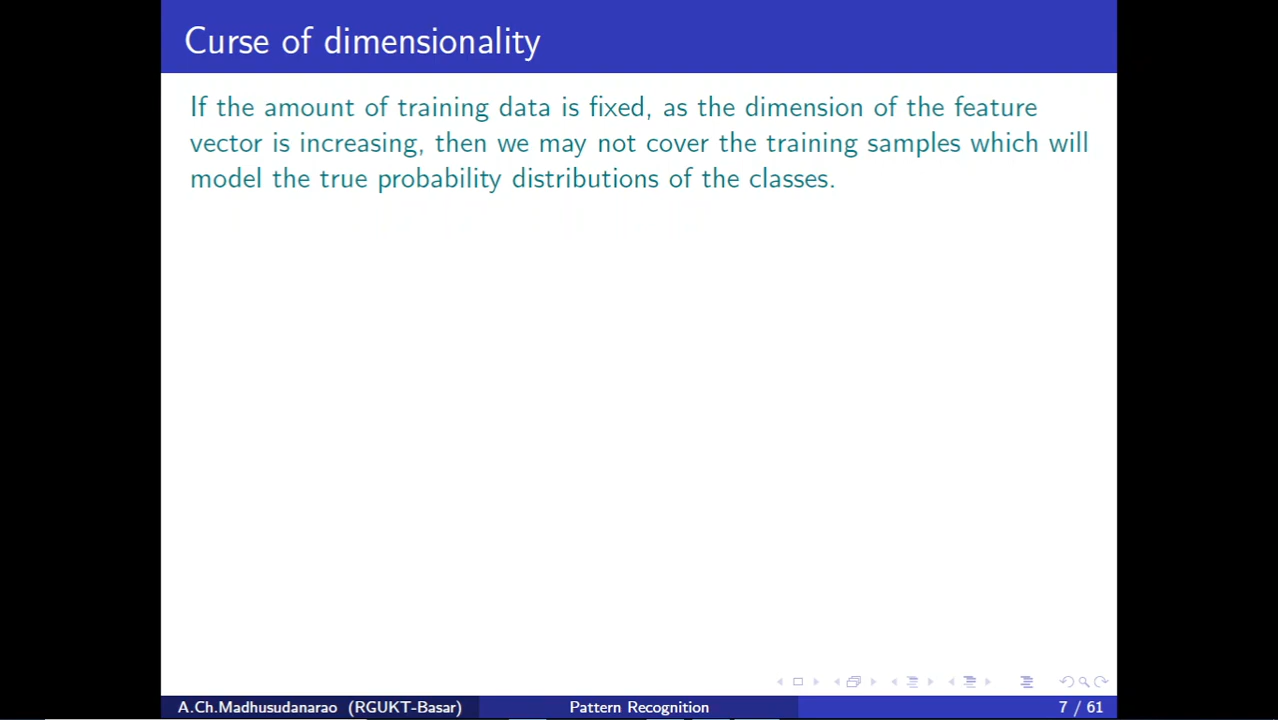 Curse of dimensionality
If the amount of training data is fixed, as the dimension of the feature
vector is increasing, then we may not cover the training samples which will
model the true probability distributions of the classes.
A.Ch.Madhusudanarao (RGUKT-Basar)
Pattern Recognition
7 / 61